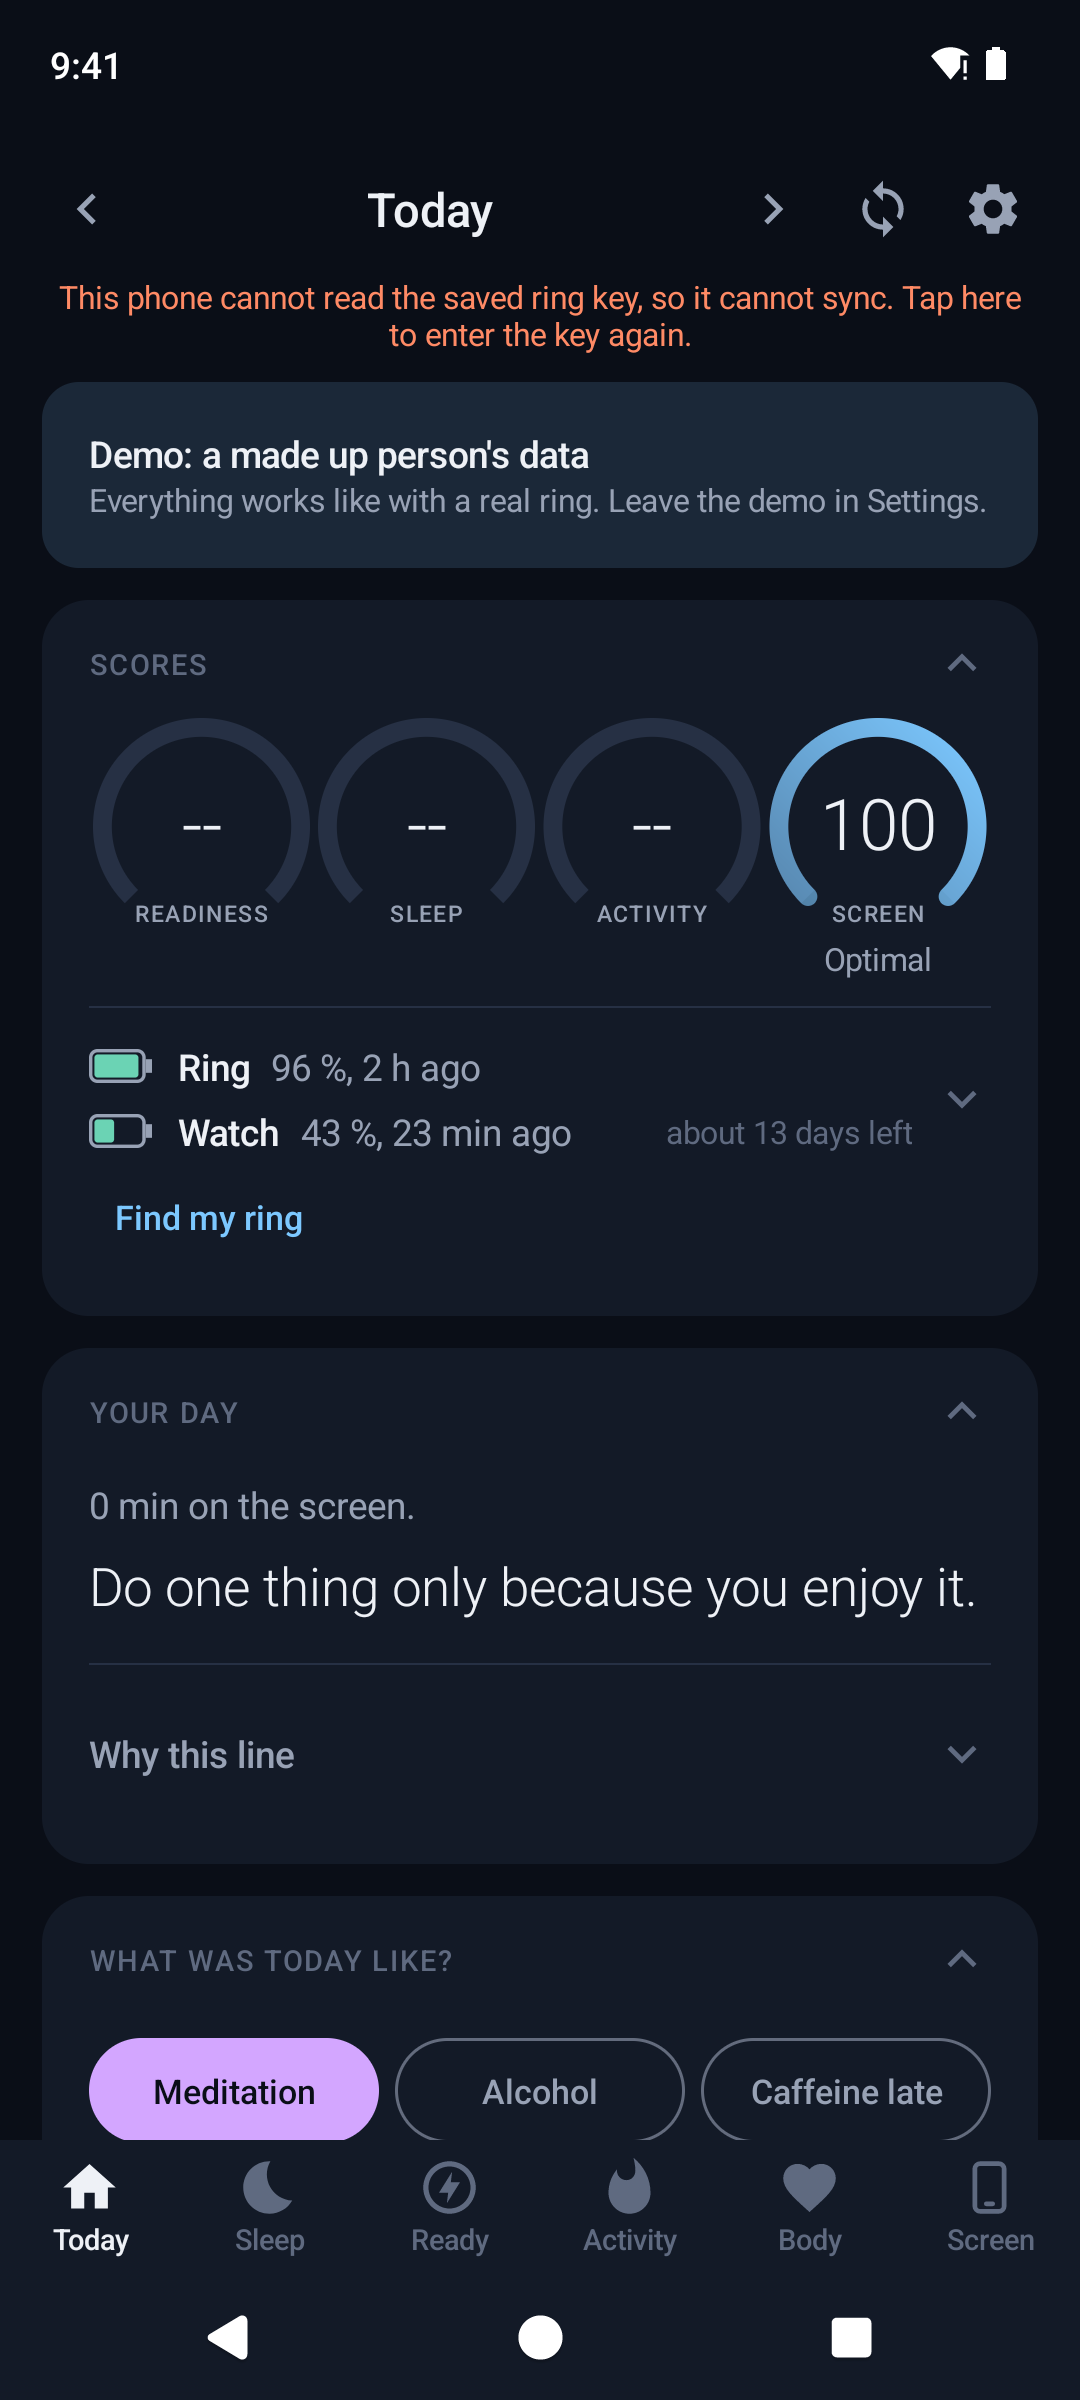 9:41
Today
This phone cannot read the saved ring key, so it cannot sync. Tap here
to enter the key again.
Demo: a made up person's data
Everything works like with a real ring. Leave the demo in Settings.
SCORES
-- -- -- 100
READINESS SLEEP ACTIVITY SCREEN
Optimal
Ring 96 %, 2 h ago
Watch 43 %, 23 min ago about 13 days left
Find my ring
YOUR DAY
0 min on the screen.
Do one thing only because you enjoy it.
Why this line
WHAT WAS TODAY LIKE?
Meditation Alcohol Caffeine late
Today Sleep Ready Activity Body Screen